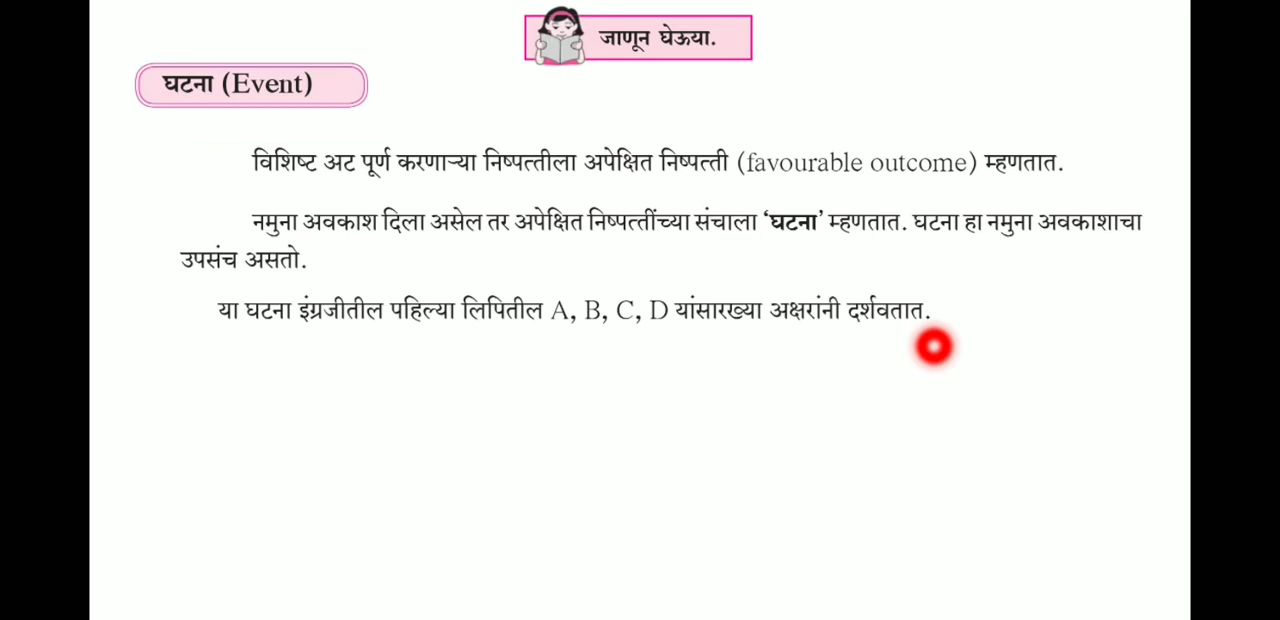 जाणून घेऊया.
घटना (Event)
विशिष्ट अट पूर्ण करणाऱ्या निष्पत्तीला अपेक्षित निष्पत्ती (favourable outcome) म्हणतात.
नमुना अवकाश दिला असेल तर अपेक्षित निष्पत्तींच्या संचाला ‘घटना’ म्हणतात. घटना हा नमुना अवकाशाचा
उपसंच असतो.
या घटना इंग्रजीतील पहिल्या लिपितील A, B, C, D यांसारख्या अक्षरांनी दर्शवतात.